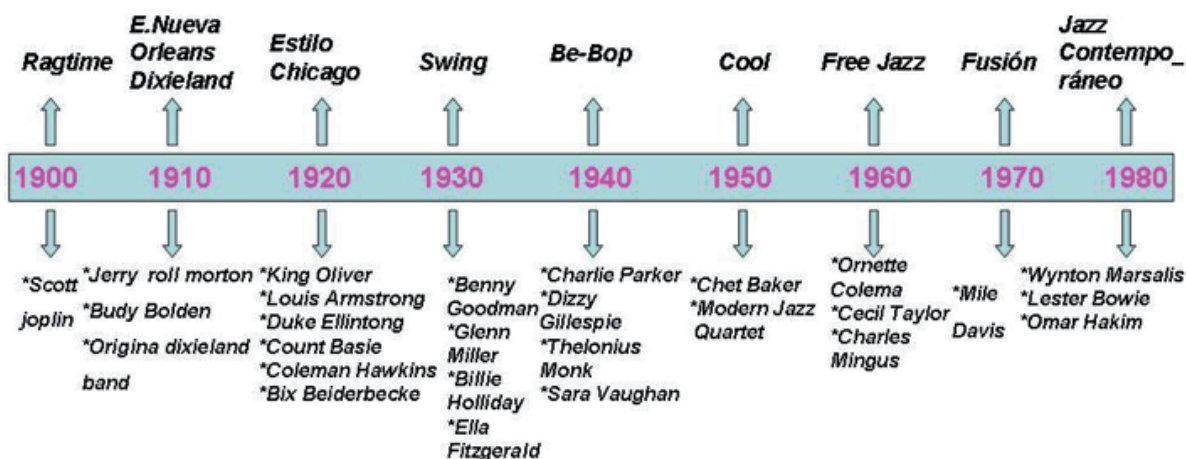 Ragtime
E.Nueva
Orleans
Dixieland
Estilo
Chicago
Swing
Be-Bop
Cool
Free Jazz
Fusión
Jazz
Contempo_
ráneo
1900 1910 1920 1930 1940 1950 1960 1970 1980
*Scott
joplin
*Jerry roll morton
*Budy Bolden
*Origina dixieland
band
*King Oliver
*Louis Armstrong
*Duke Ellintong
*Count Basie
*Coleman Hawkins
*Bix Beiderbecke
*Benny
Goodman
*Glenn
Miller
*Billie
Holliday
*Ella
Fitzgerald
*Charlie Parker
*Dizzy
Gillespie
*Thelonius
Monk
*Sara Vaughan
*Chet Baker
*Modern Jazz
Quartet
*Ornette
Colema
*Cecil Taylor
*Charles
Mingus
*Mile
Davis
*Wynton Marsalis
*Lester Bowie
*Omar Hakim